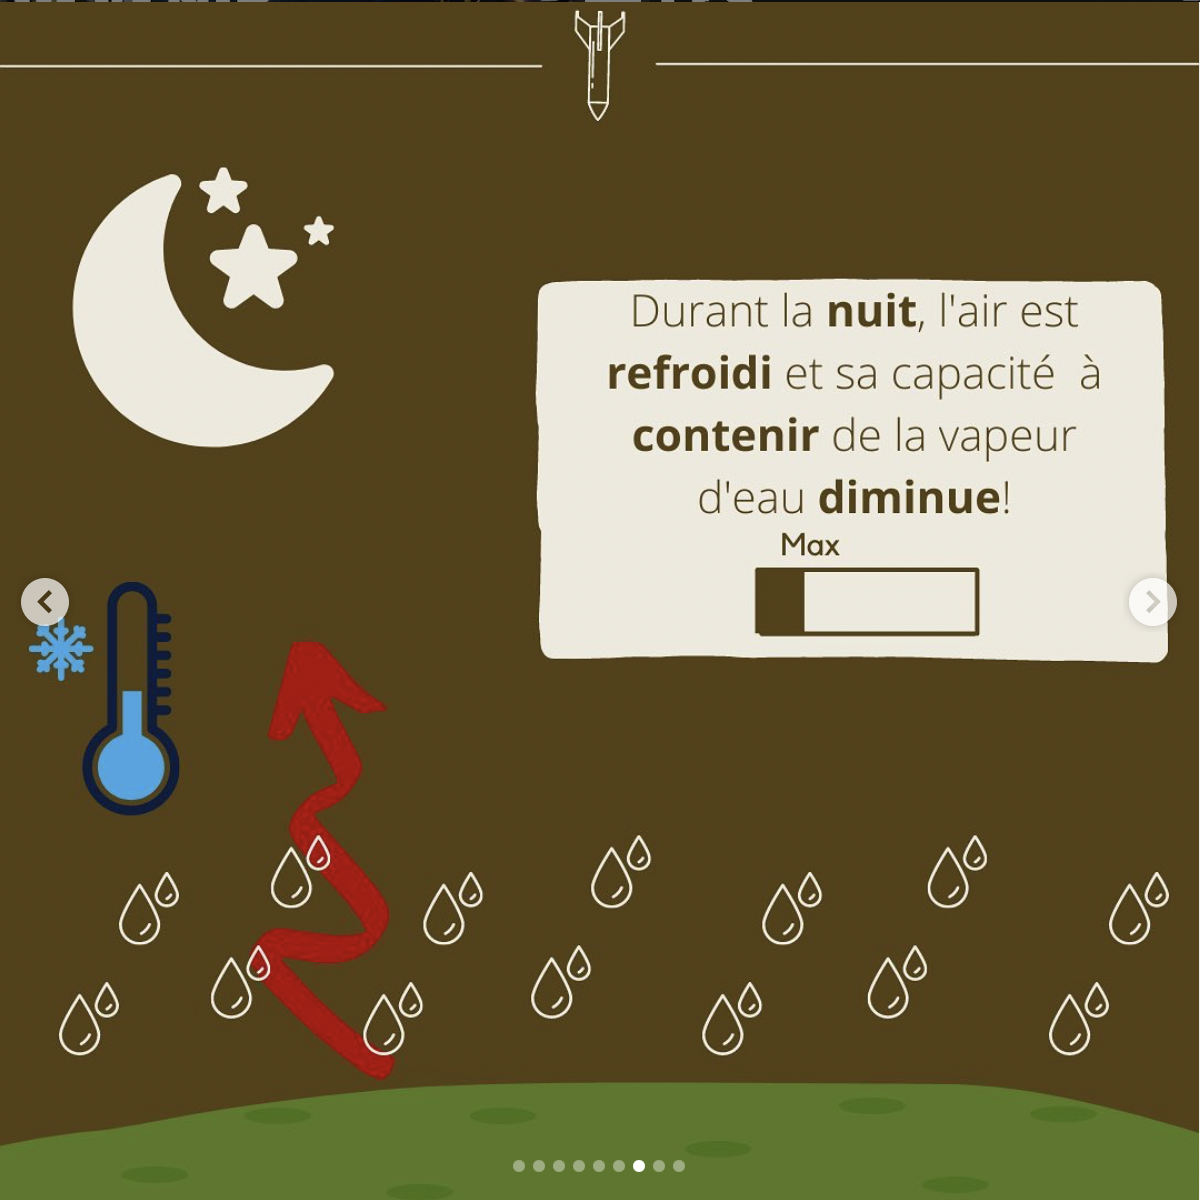 Durant la nuit, l'air est
refroidi et sa capacité  à
contenir de la vapeur
d'eau diminue!
Max